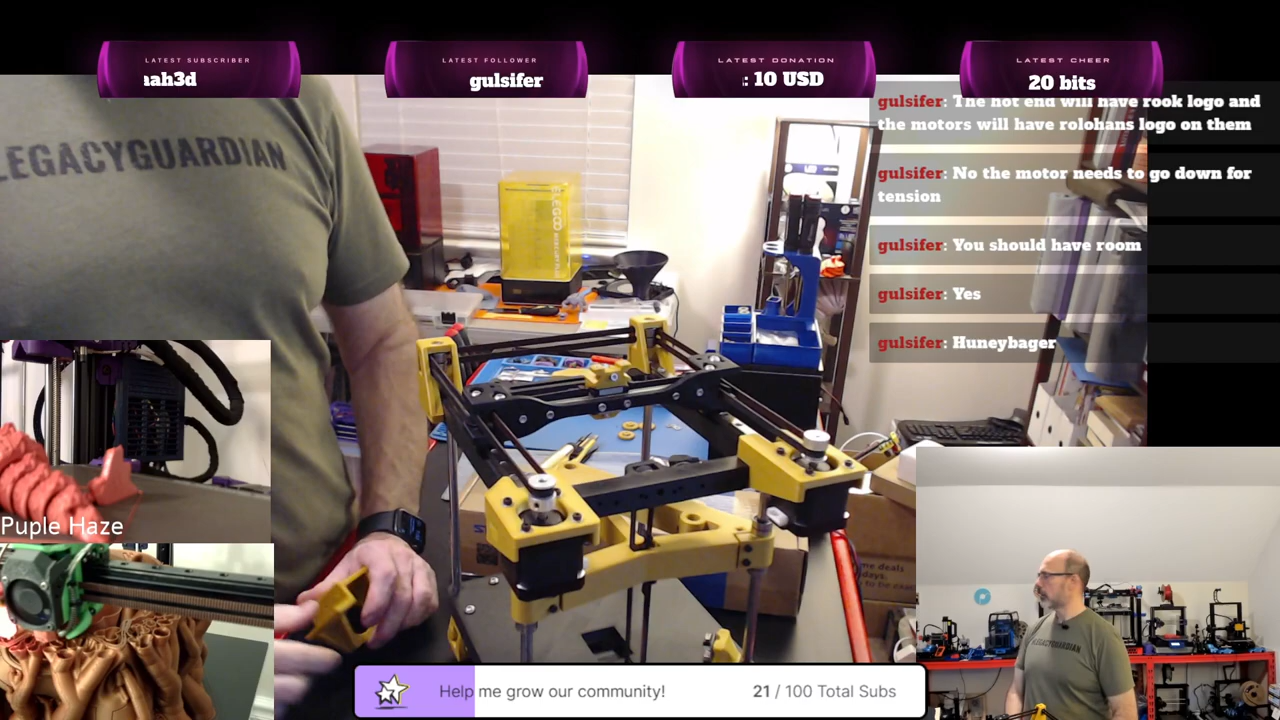 LATEST SUBSCRIBER
LATEST FOLLOWER
gulsifer
LATEST DONATION
: 10 USD
LATEST CHEER
20 bits
gulsifer: The hot end will have rook logo and
the motors will have rolohans logo on them
gulsifer: No the motor needs to go down for
tension
gulsifer: You should have room
gulsifer: Yes
gulsifer: Huneybager
LEGACYGUARDIAN
ELEGOO
me deals
days.
Puple Haze
LEGACYGUARDIAN
Help me grow our community!
21 / 100 Total Subs